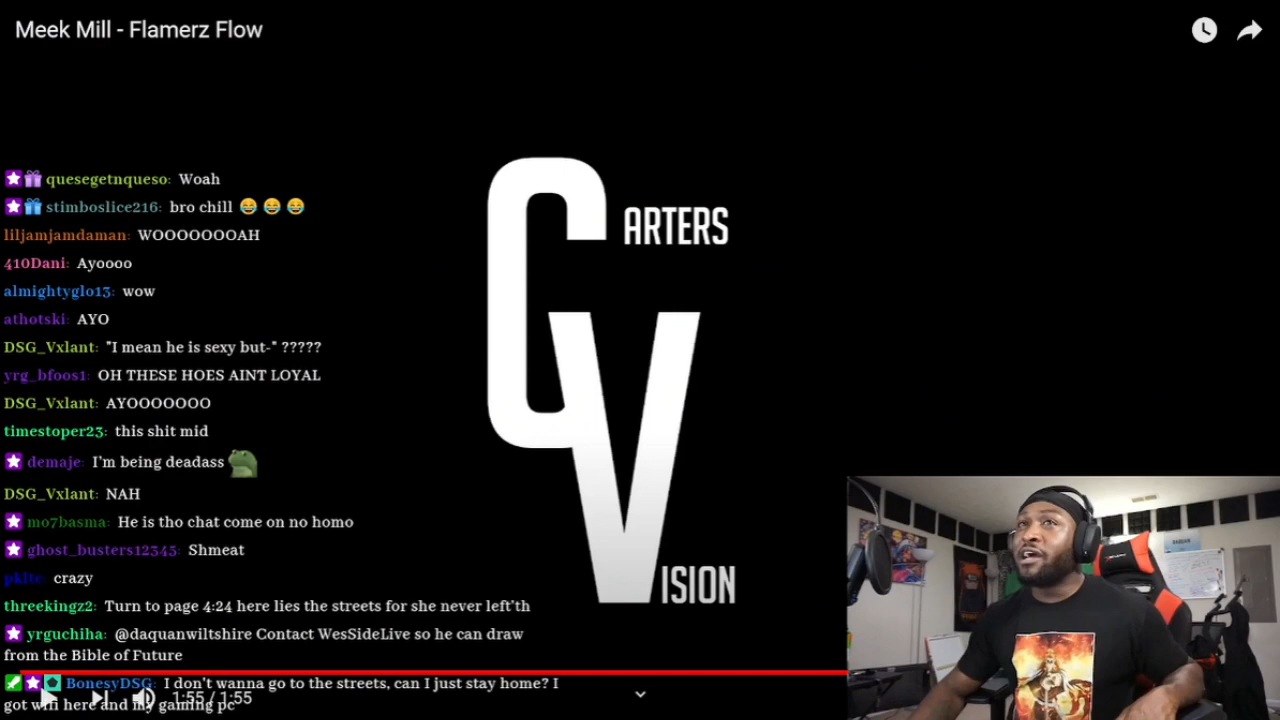 Meek Mill - Flamerz Flow
quesegetnqueso: Woah
stimboslice216: bro chill 😂 😂 😂
liljamjamdaman: WOOOOOOOAH
410Dani: Ayoooo
almightyglo13: wow
athotski: AYO
DSG_Vxlant: "I mean he is sexy but-" ?????
yrg_bfoos1: OH THESE HOES AINT LOYAL
DSG_Vxlant: AYOOOOOOO
timestoper23: this shit mid
demaje: I'm being deadass
DSG_Vxlant: NAH
mo7basma: He is tho chat come on no homo
ghost_busters12345: Shmeat
crazy
threekingz2: Turn to page 4:24 here lies the streets for she never left'th
yrguchiha: @daquanwiltshire Contact WesSideLive so he can draw
from the Bible of Future
BonesyDSG: I don't wanna go to the streets, can I just stay home? I
got wifi here and my gaming pc
1:55 / 1:55
CARTERS
VISION